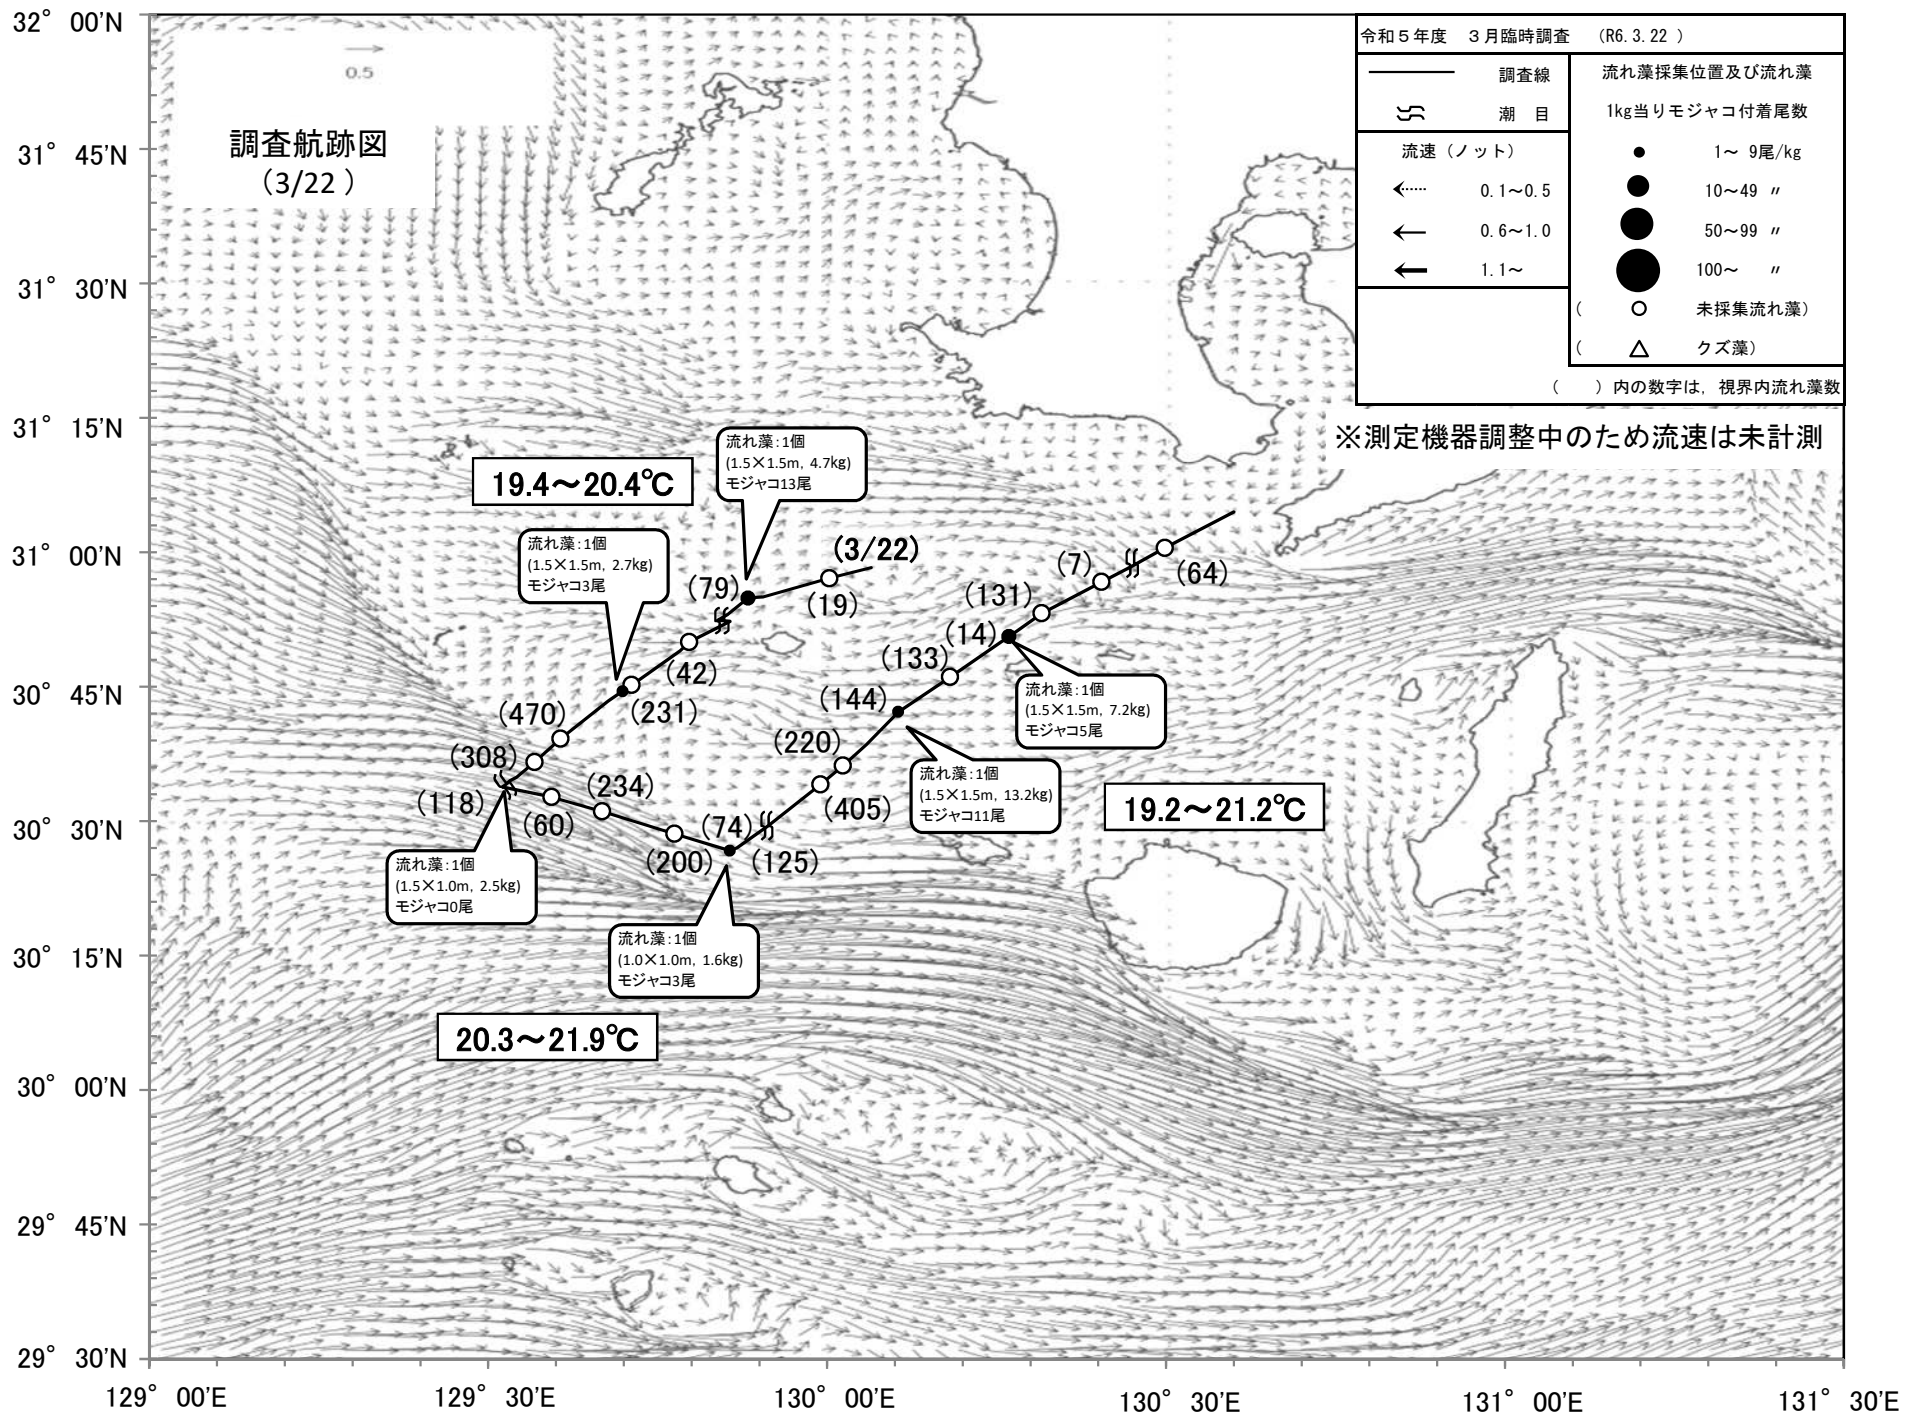 32° 00′N
31° 45′N
31° 30′N
31° 15′N
31° 00′N
30° 45′N
30° 30′N
30° 15′N
30° 00′N
29° 45′N
29° 30′N
129° 00′E
129° 30′E
130° 00′E
130° 30′E
131° 00′E
131° 30′E
0.5
調査航跡図
(3/22 )
令和5年度 3月臨時調査 (R6.3.22 )
調査線
潮 目
流速(ノット)
0.1~0.5
0.6~1.0
1.1~
流れ藻採集位置及び流れ藻
1kg当りモジャコ付着尾数
1~ 9尾/kg
10~49 〃
50~99 〃
100~ 〃
( 未採集流れ藻)
( クズ藻)
( )内の数字は, 視界内流れ藻数
※測定機器調整中のため流速は未計測
流れ藻:1個
(1.5×1.5m, 4.7kg)
モジャコ13尾
19.4~20.4℃
流れ藻:1個
(1.5×1.5m, 2.7kg)
モジャコ3尾
(3/22)
(79)
(19)
(42)
(231)
(470)
(308)
(118)
(60)
(234)
(200)
(74)
(125)
(405)
(220)
(144)
(133)
(14)
(131)
(7)
(64)
流れ藻:1個
(1.5×1.5m, 7.2kg)
モジャコ5尾
流れ藻:1個
(1.5×1.5m, 13.2kg)
モジャコ11尾
19.2~21.2℃
流れ藻:1個
(1.5×1.0m, 2.5kg)
モジャコ0尾
流れ藻:1個
(1.0×1.0m, 1.6kg)
モジャコ3尾
20.3~21.9℃